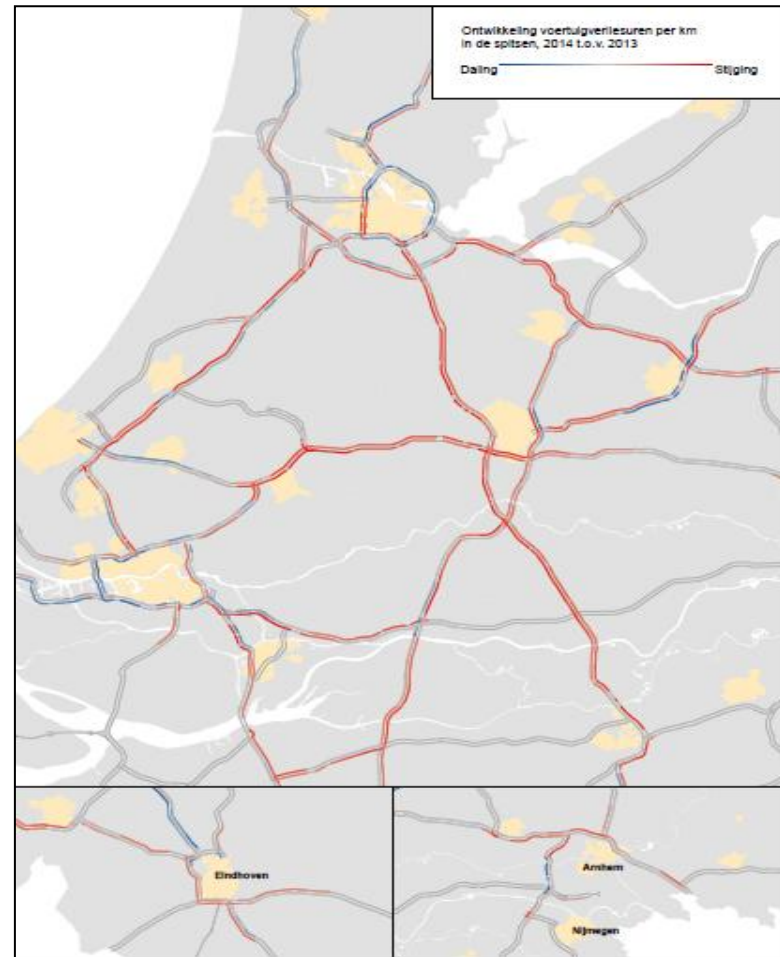 Ontwikkeling voertuigverliesuren per km
in de spitsen, 2014 t.o.v. 2013
Daling
Stijging
Eindhoven
Arnhem
Nijmegen